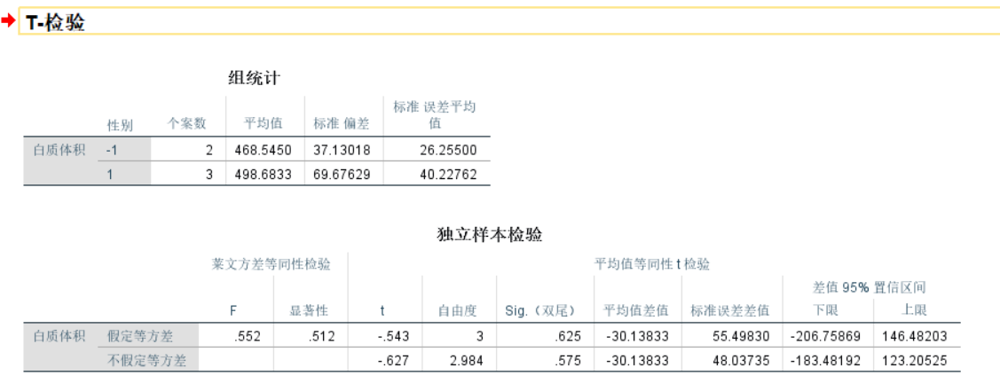 T-检验
组统计
性别 个案数 平均值 标准 偏差 标准 误差平均值
白质体积 -1 2 468.5450 37.13018 26.25500
1 3 498.6833 69.67629 40.22762
独立样本检验
莱文方差等同性检验 平均值等同性 t 检验
差值 95% 置信区间
F 显著性 t 自由度 Sig.（双尾） 平均值差值 标准误差差值 下限 上限
白质体积 假定等方差 .552 .512 -.543 3 .625 -30.13833 55.49830 -206.75869 146.48203
不假定等方差 -.627 2.984 .575 -30.13833 48.03735 -183.48192 123.20525